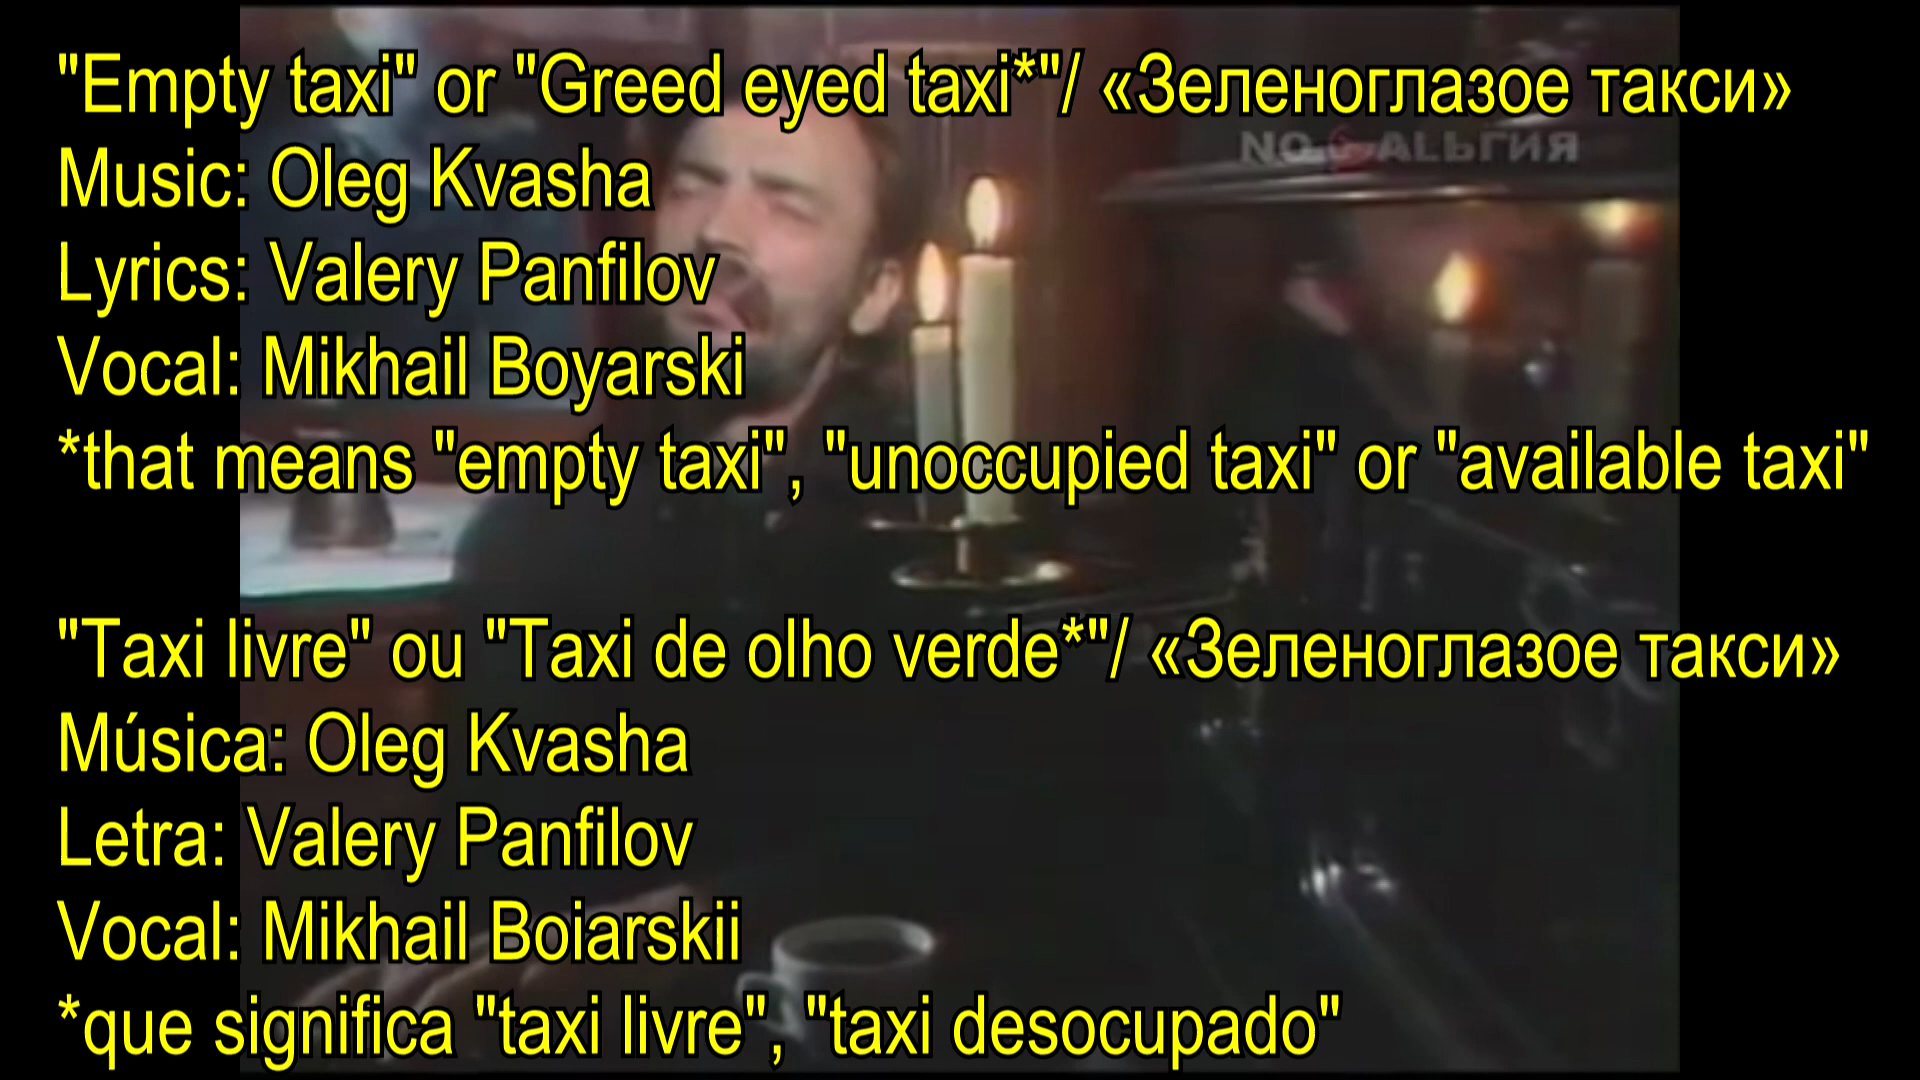 "Empty taxi" or "Greed eyed taxi*"/ «Зеленоглазое такси»
Music: Oleg Kvasha
Lyrics: Valery Panfilov
Vocal: Mikhail Boyarski
*that means "empty taxi", "unoccupied taxi" or "available taxi"
"Taxi livre" ou "Taxi de olho verde*"/ «Зеленоглазое такси»
Música: Oleg Kvasha
Letra: Valery Panfilov
Vocal: Mikhail Boiarskii
*que significa "taxi livre", "taxi desocupado"